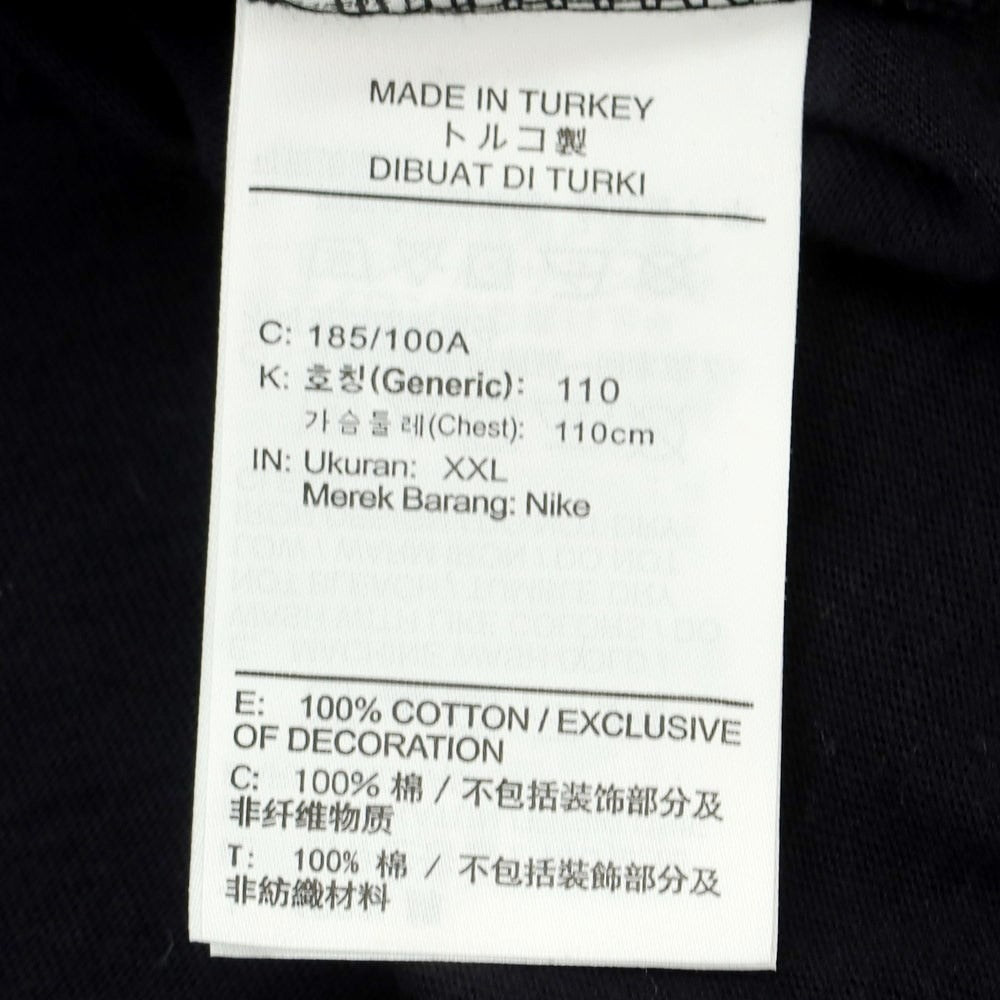 MADE IN TURKEY
トルコ製
DIBUAT DI TURKI
C: 185/100A
K: 호칭(Generic): 110
가슴둘레(Chest): 110cm
IN: Ukuran: XXL
Merek Barang: Nike
E: 100% COTTON / EXCLUSIVE
OF DECORATION
C: 100% 棉 / 不包括装饰部分及
非纤维物质
T: 100% 棉 / 不包括裝飾部分及
非紡織材料